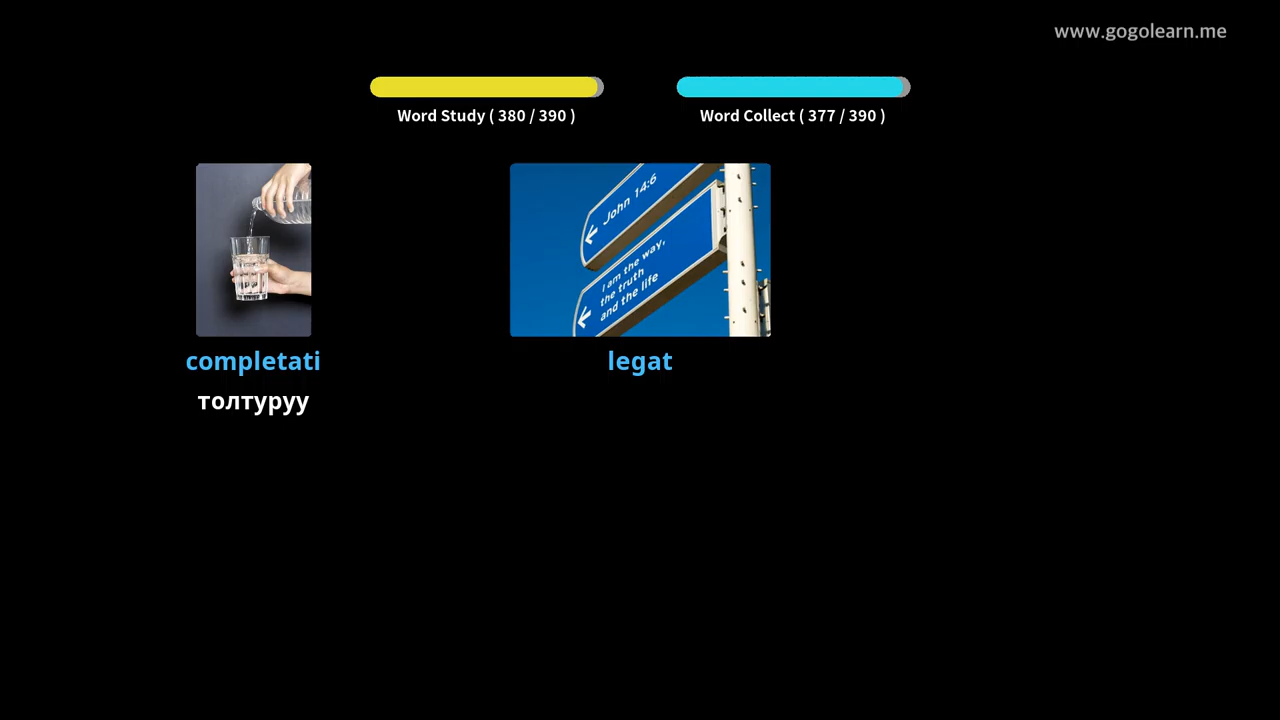 www.gogolearn.me
Word Study ( 380 / 390 )
Word Collect ( 377 / 390 )
John 14:6
I am the way,
the truth
and the life
completati
legat
толтуруу